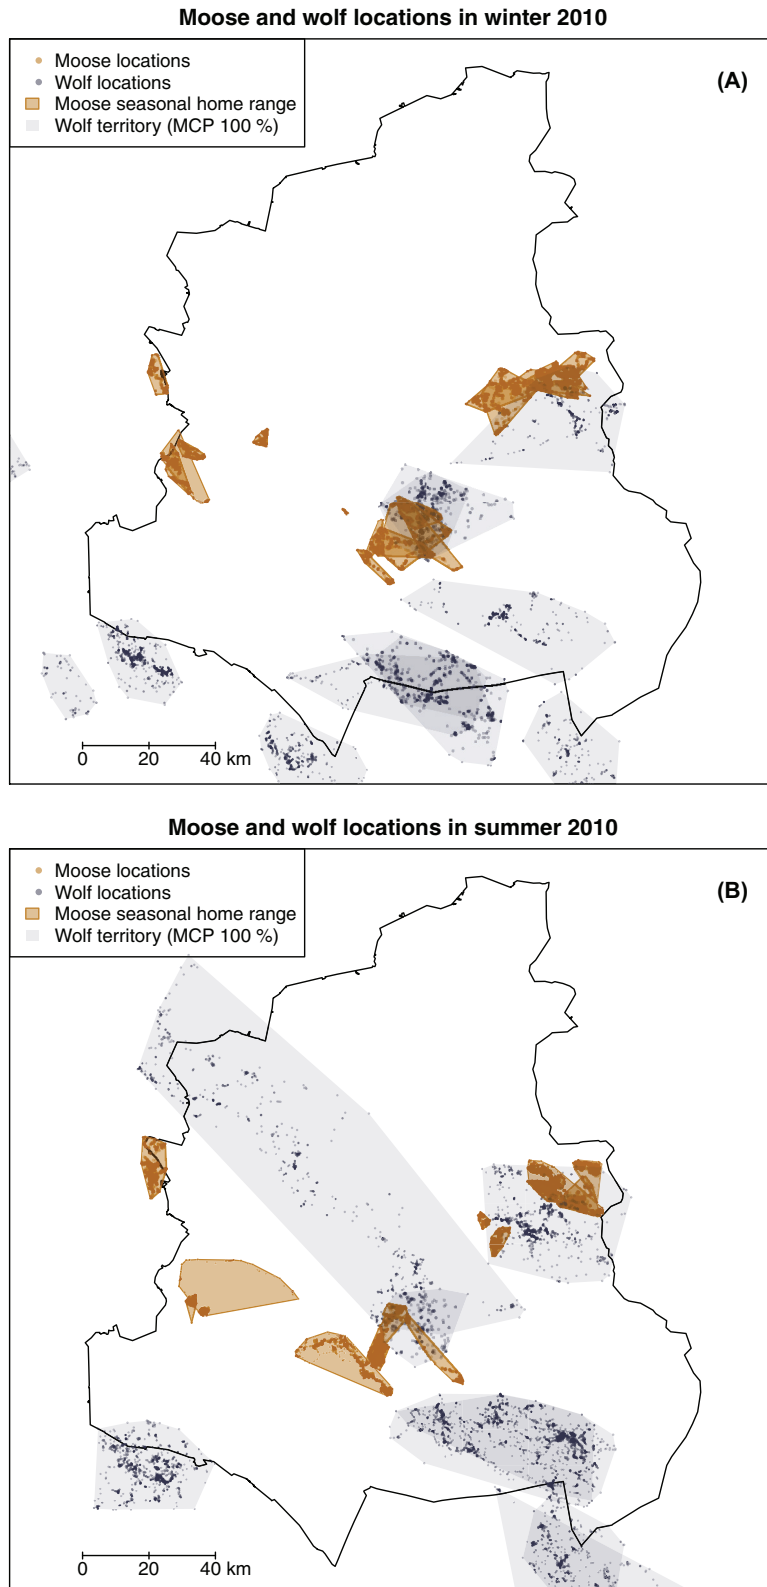 Moose and wolf locations in winter 2010
Moose locations
Wolf locations
Moose seasonal home range
Wolf territory (MCP 100 %)
(A)
0 20 40 km
Moose and wolf locations in summer 2010
Moose locations
Wolf locations
Moose seasonal home range
Wolf territory (MCP 100 %)
(B)
0 20 40 km